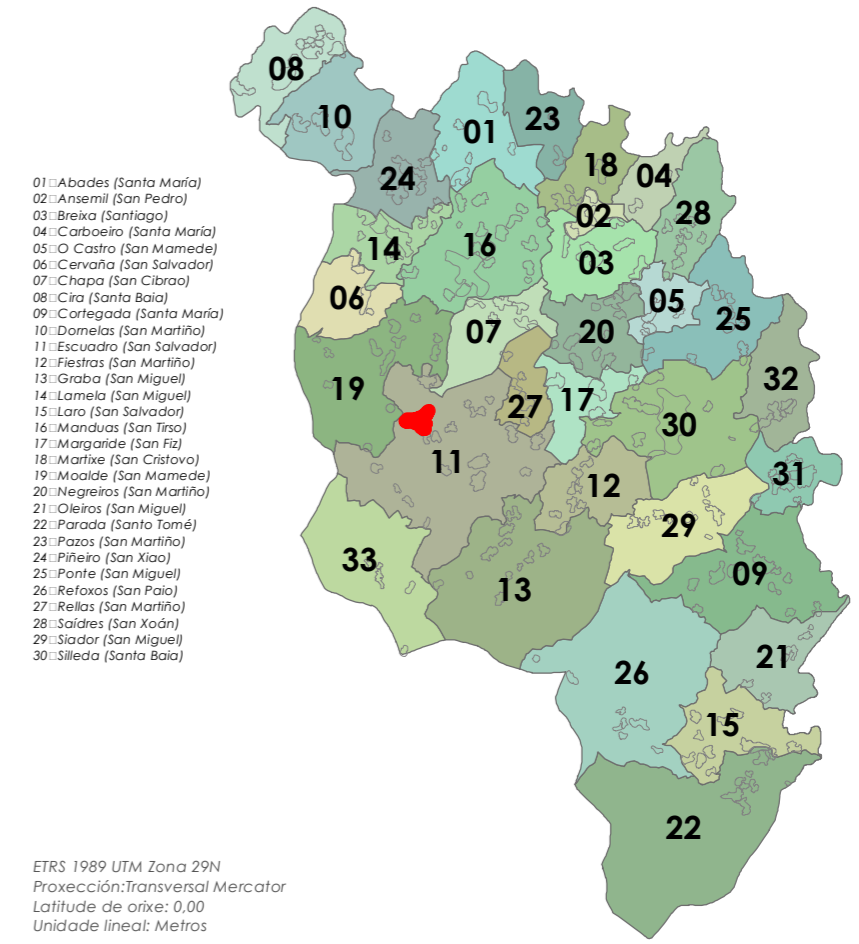 08
10
01
23
24
18
04
02
28
14
16
03
06
05
07
20
25
19
27
17
32
30
11
12
31
29
33
13
09
26
21
15
22
01□Abades (Santa María)
02□Ansemil (San Pedro)
03□Breixa (Santiago)
04□Carboeiro (Santa María)
05□O Castro (San Mamede)
06□Cervaña (San Salvador)
07□Chapa (San Cibrao)
08□Cira (Santa Baia)
09□Cortegada (Santa María)
10□Dornelas (San Martiño)
11□Escuadro (San Salvador)
12□Fiestras (San Martiño)
13□Graba (San Miguel)
14□Lamela (San Miguel)
15□Laro (San Salvador)
16□Manduas (San Tirso)
17□Margaride (San Fiz)
18□Martixe (San Cristovo)
19□Moalde (San Mamede)
20□Negreiros (San Martiño)
21□Oleiros (San Miguel)
22□Parada (Santo Tomé)
23□Pazos (San Martiño)
24□Piñeiro (San Xiao)
25□Ponte (San Miguel)
26□Refoxos (San Paio)
27□Rellas (San Martiño)
28□Saídres (San Xoán)
29□Siador (San Miguel)
30□Silleda (Santa Baia)
ETRS 1989 UTM Zona 29N
Proxección:Transversal Mercator
Latitude de orixe: 0,00
Unidade lineal: Metros